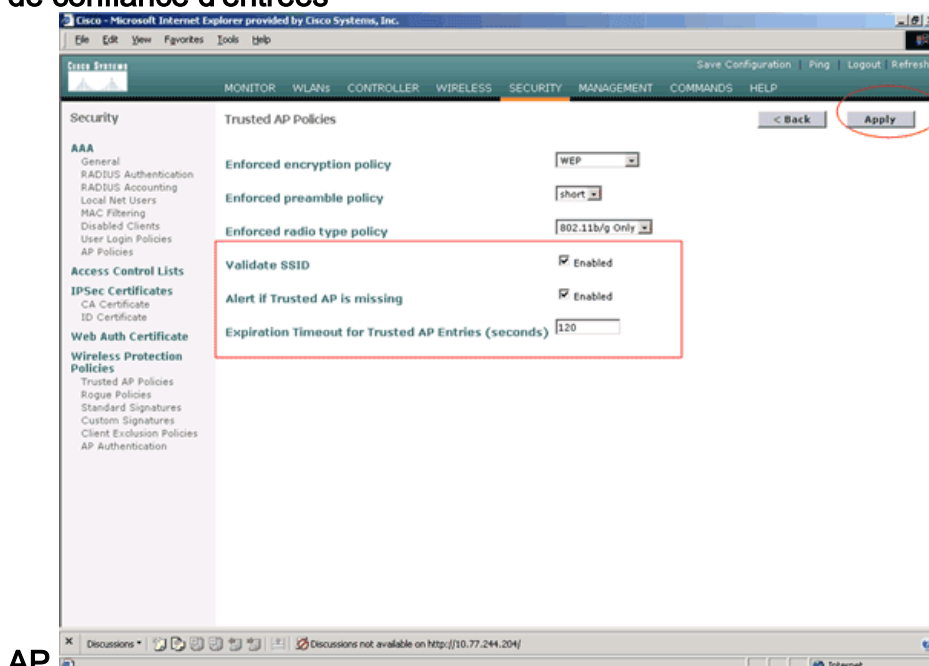 de confiance d'entrées
Cisco - Microsoft Internet Explorer provided by Cisco Systems, Inc.
File Edit View Favorites Tools Help
Cisco Systems
Save Configuration | Ping | Logout | Refresh
MONITOR WLANs CONTROLLER WIRELESS SECURITY MANAGEMENT COMMANDS HELP
Security
Trusted AP Policies
< Back
Apply
AAA
General
RADIUS Authentication
RADIUS Accounting
Local Net Users
MAC Filtering
Disabled Clients
User Login Policies
AP Policies
Access Control Lists
IPSec Certificates
CA Certificate
ID Certificate
Web Auth Certificate
Wireless Protection
Policies
Trusted AP Policies
Rogue Policies
Standard Signatures
Custom Signatures
Client Exclusion Policies
AP Authentication
Enforced encryption policy WEP
Enforced preamble policy short
Enforced radio type policy 802.11b/g Only
Validate SSID Enabled
Alert if Trusted AP is missing Enabled
Expiration Timeout for Trusted AP Entries (seconds) 120
Discussions Discussions not available on http://10.77.244.204/
AP
Internet